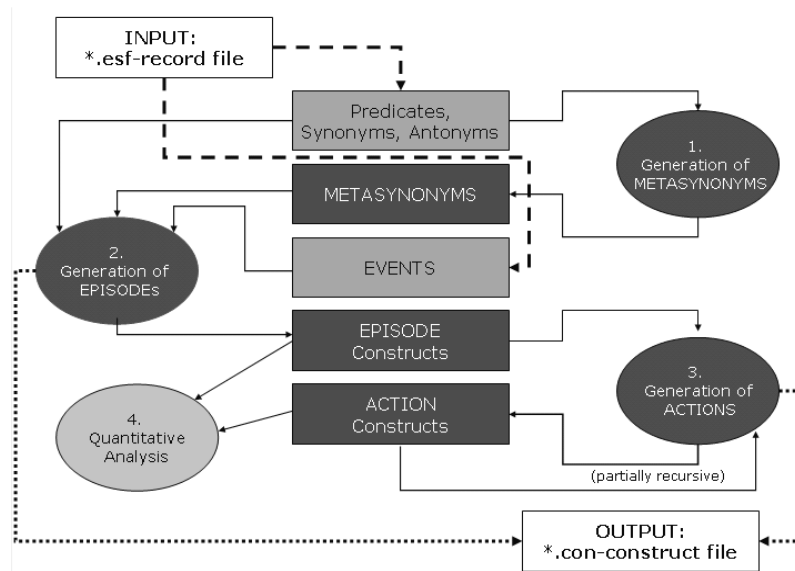 INPUT:
*.esf-record file
Predicates,
Synonyms, Antonyms
1.
Generation of
METASYNONYMS
METASYNONYMS
2.
Generation of
EPISODEs
EVENTS
EPISODE
Constructs
3.
Generation of
ACTIONS
ACTION
Constructs
4.
Quantitative
Analysis
(partially recursive)
OUTPUT:
*.con-construct file